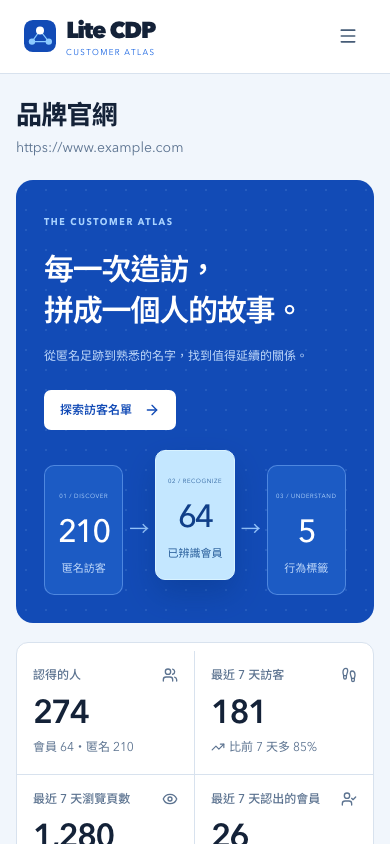 Lite CDP
CUSTOMER ATLAS
品牌官網
https://www.example.com
THE CUSTOMER ATLAS
每一次造訪，
拼成一個人的故事。
從匿名足跡到熟悉的名字，找到值得延續的關係。
探索訪客名單
01 / DISCOVER
210
匿名訪客
02 / RECOGNIZE
64
已辨識會員
03 / UNDERSTAND
5
行為標籤
認得的人
274
會員 64・匿名 210
最近 7 天訪客
181
比前 7 天多 85%
最近 7 天瀏覽頁數
1,280
最近 7 天認出的會員
26